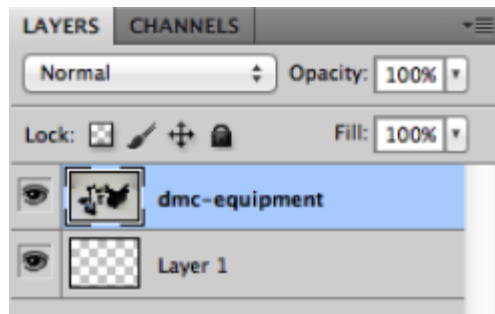 LAYERS CHANNELS
Normal Opacity: 100%
Lock: Fill: 100%
dmc-equipment
Layer 1